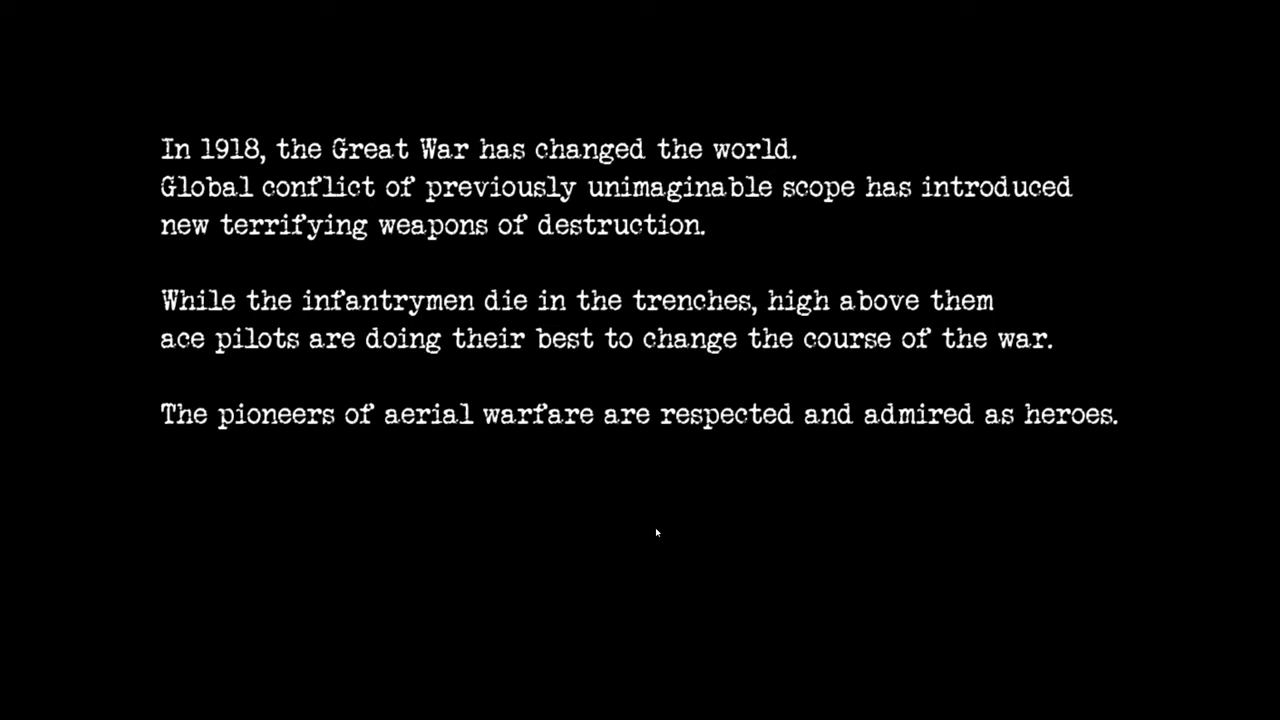 In 1918, the Great War has changed the world.
Global conflict of previously unimaginable scope has introduced
new terrifying weapons of destruction.
While the infantrymen die in the trenches, high above them
ace pilots are doing their best to change the course of the war.
The pioneers of aerial warfare are respected and admired as heroes.